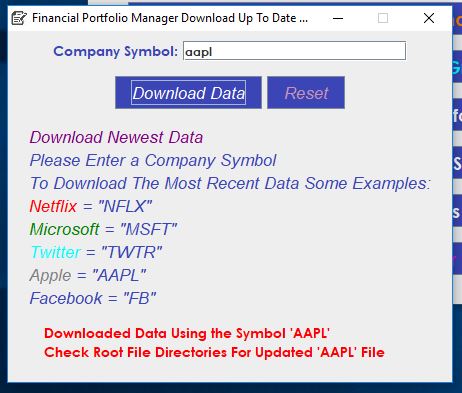 Financial Portfolio Manager Download Up To Date ...
Company Symbol: aapl
Download Data Reset
Download Newest Data
Please Enter a Company Symbol
To Download The Most Recent Data Some Examples:
Netflix = "NFLX"
Microsoft = "MSFT"
Twitter = "TWTR"
Apple = "AAPL"
Facebook = "FB"
Downloaded Data Using the Symbol 'AAPL'
Check Root File Directories For Updated 'AAPL' File